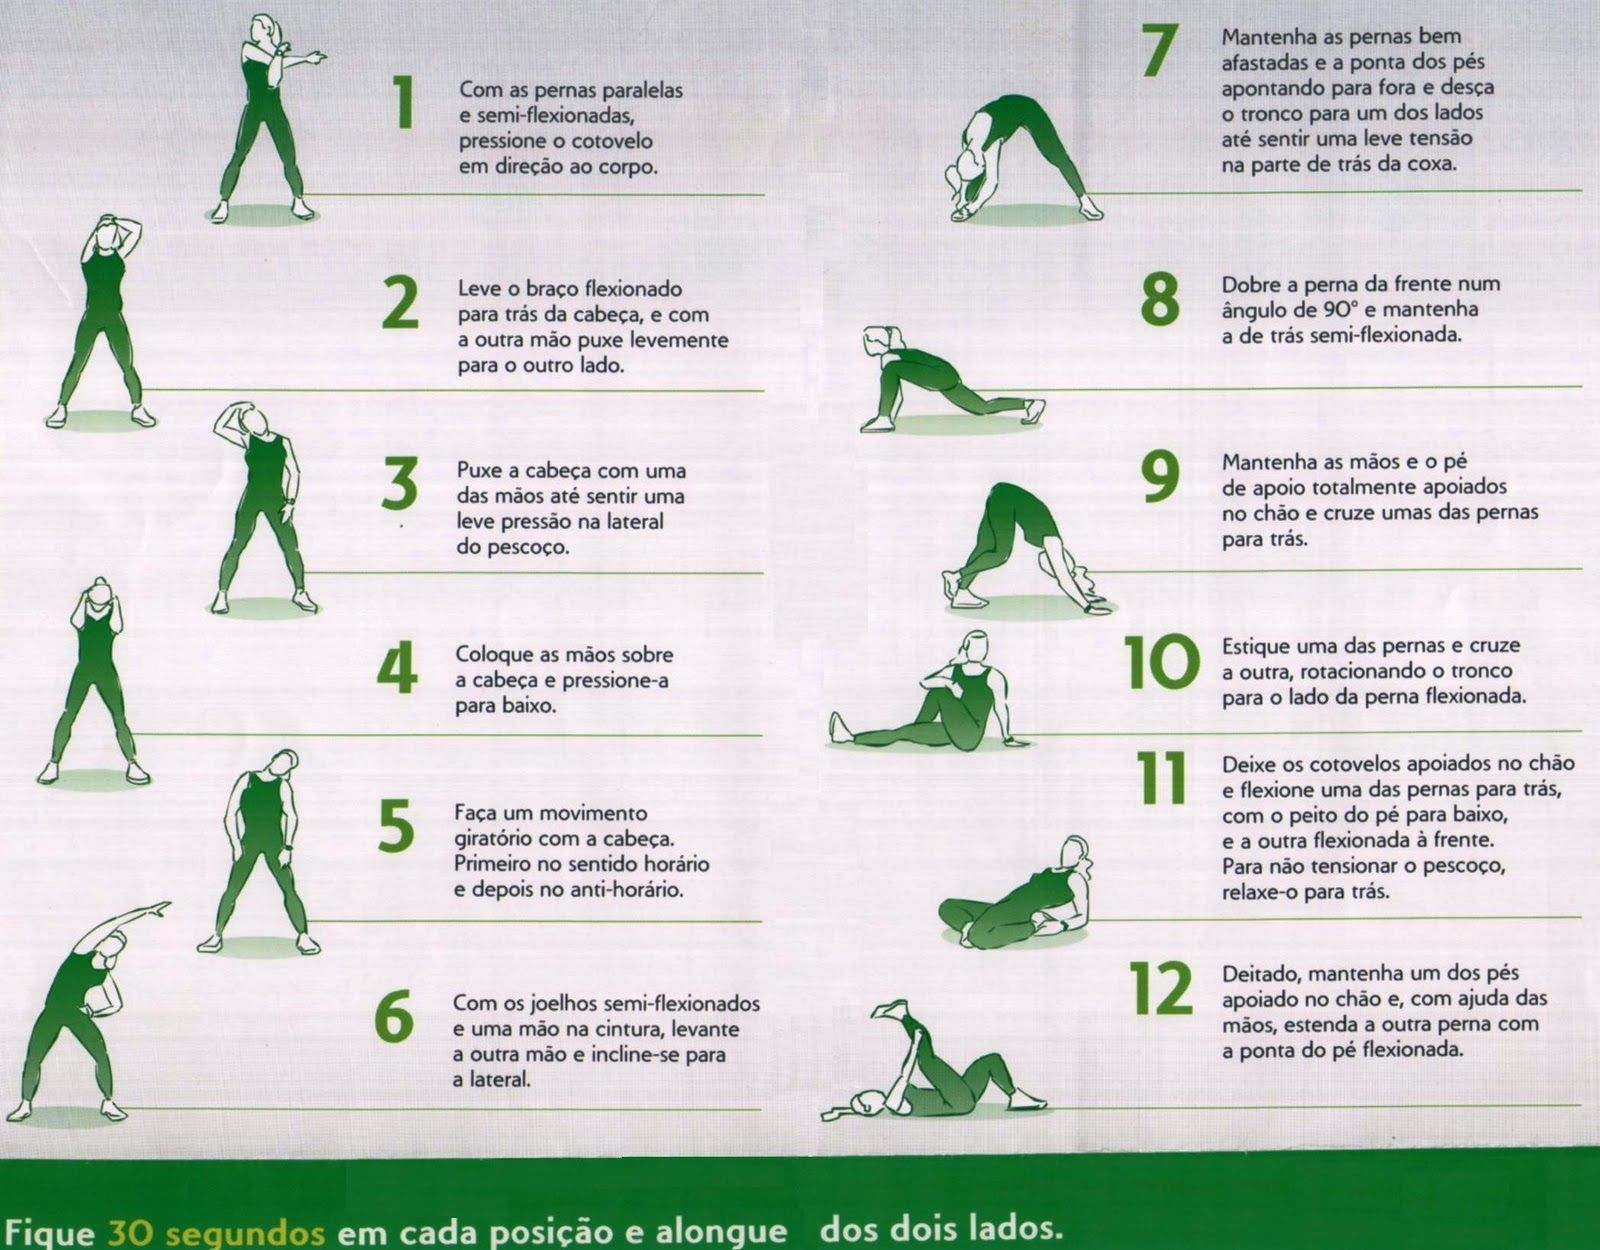 1
Com as pernas paralelas
e semi-flexionadas,
pressione o cotovelo
em direção ao corpo.
2
Leve o braço flexionado
para trás da cabeça, e com
a outra mão puxe levemente
para o outro lado.
3
Puxe a cabeça com uma
das mãos até sentir uma
leve pressão na lateral
do pescoço.
4
Coloque as mãos sobre
a cabeça e pressione-a
para baixo.
5
Faça um movimento
giratório com a cabeça.
Primeiro no sentido horário
e depois no anti-horário.
6
Com os joelhos semi-flexionados
e uma mão na cintura, levante
a outra mão e incline-se para
a lateral.
7
Mantenha as pernas bem
afastadas e a ponta dos pés
apontando para fora e desça
o tronco para um dos lados
até sentir uma leve tensão
na parte de trás da coxa.
8
Dobre a perna da frente num
ângulo de 90° e mantenha
a de trás semi-flexionada.
9
Mantenha as mãos e o pé
de apoio totalmente apoiados
no chão e cruze umas das pernas
para trás.
10
Estique uma das pernas e cruze
a outra, rotacionando o tronco
para o lado da perna flexionada.
11
Deixe os cotovelos apoiados no chão
e flexione uma das pernas para trás,
com o peito do pé para baixo,
e a outra flexionada à frente.
Para não tensionar o pescoço,
relaxe-o para trás.
12
Deitado, mantenha um dos pés
apoiado no chão e, com ajuda das
mãos, estenda a outra perna com
a ponta do pé flexionada.
Fique 30 segundos em cada posição e alongue dos dois lados.